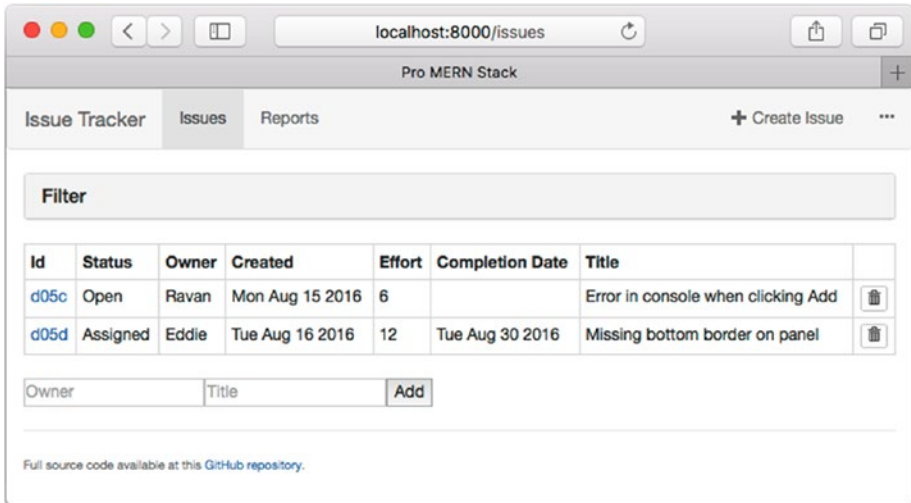 localhost:8000/issues
Pro MERN Stack
Issue Tracker Issues Reports + Create Issue ...
Filter
Id Status Owner Created Effort Completion Date Title
d05c Open Ravan Mon Aug 15 2016 6 Error in console when clicking Add
d05d Assigned Eddie Tue Aug 16 2016 12 Tue Aug 30 2016 Missing bottom border on panel
Owner Title Add
Full source code available at this GitHub repository.